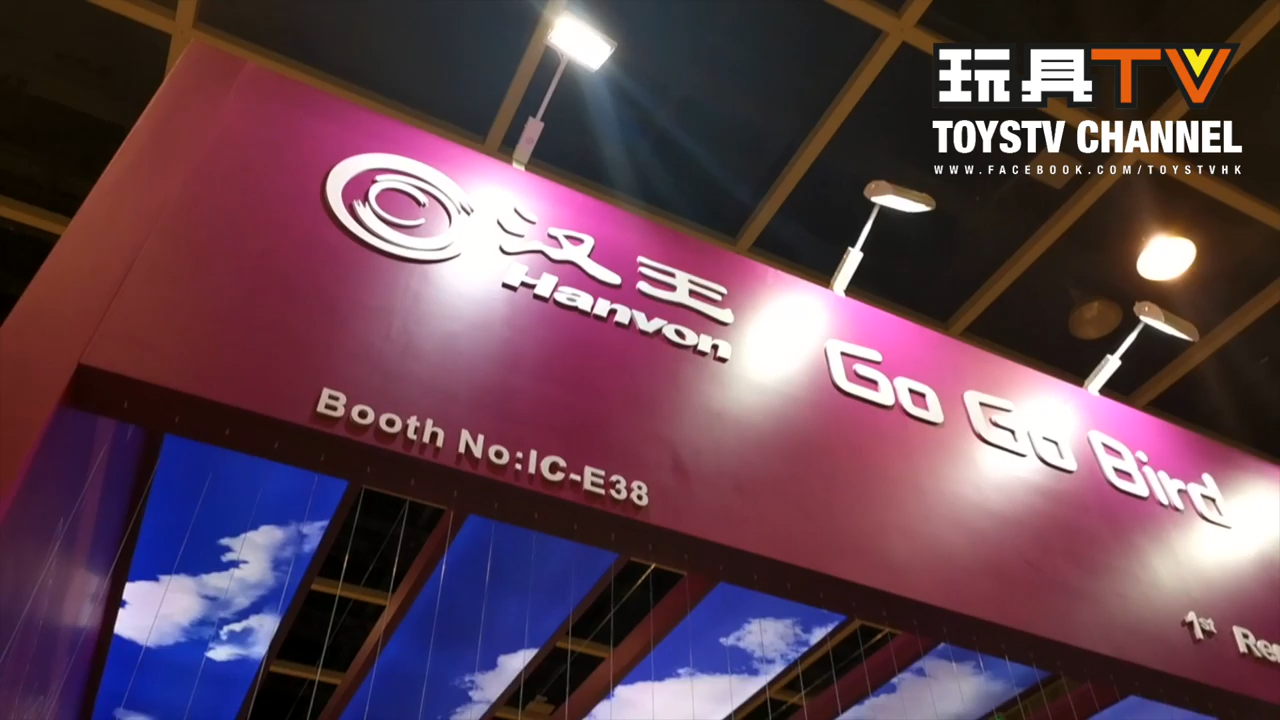 玩具TV
TOYSTV CHANNEL
WWW.FACEBOOK.COM/TOYSTVHK
汉王
Hanvon
Go Go Bird
Booth No:IC-E38
1st